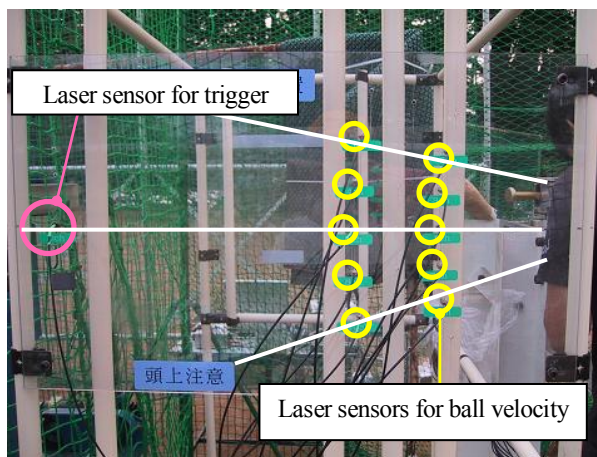 Laser sensor for trigger
頭上注意
Laser sensors for ball velocity